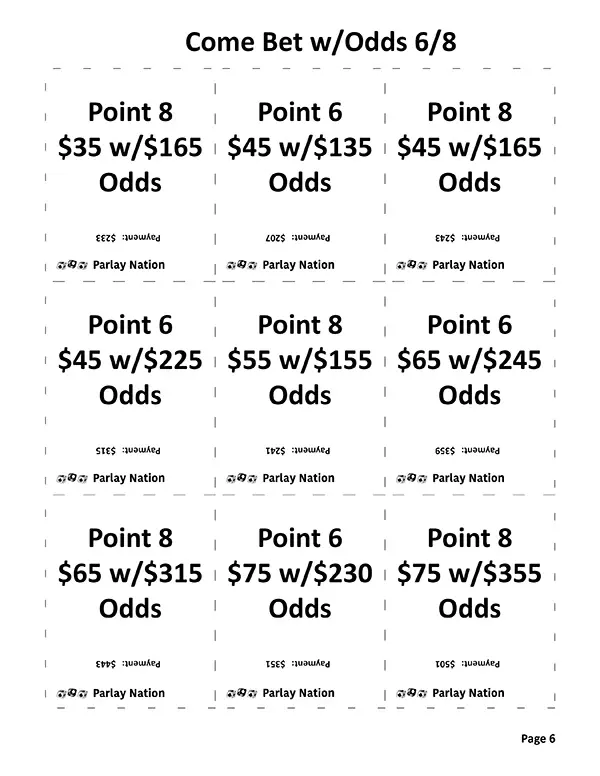 Come Bet w/Odds 6/8
Point 8
$35 w/$165
Odds
Payment: $233
Parlay Nation
Point 6
$45 w/$135
Odds
Payment: $207
Parlay Nation
Point 8
$45 w/$165
Odds
Payment: $243
Parlay Nation
Point 6
$45 w/$225
Odds
Payment: $315
Parlay Nation
Point 8
$55 w/$155
Odds
Payment: $241
Parlay Nation
Point 6
$65 w/$245
Odds
Payment: $359
Parlay Nation
Point 8
$65 w/$315
Odds
Payment: $443
Parlay Nation
Point 6
$75 w/$230
Odds
Payment: $351
Parlay Nation
Point 8
$75 w/$355
Odds
Payment: $501
Parlay Nation
Page 6